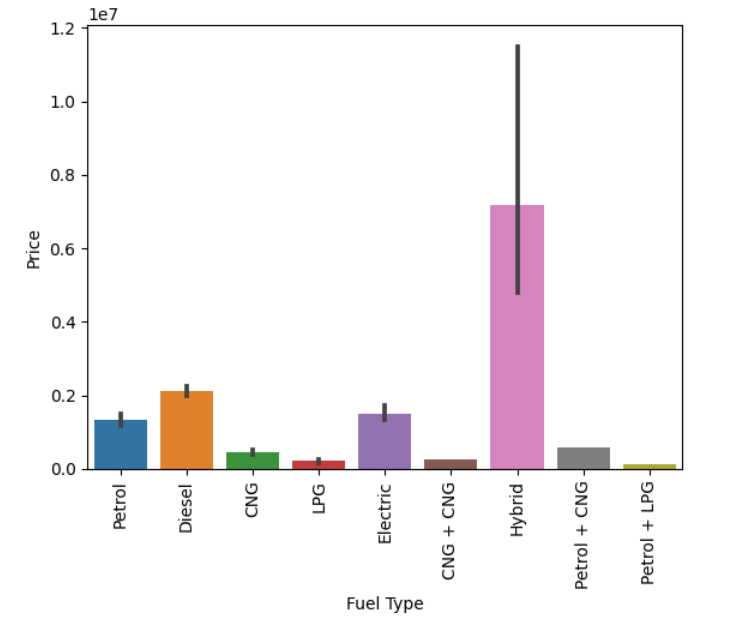 1e7
1.2
1.0
0.8
0.6
0.4
0.2
0.0
Price
Petrol
Diesel
CNG
LPG
Electric
CNG + CNG
Hybrid
Petrol + CNG
Petrol + LPG
Fuel Type